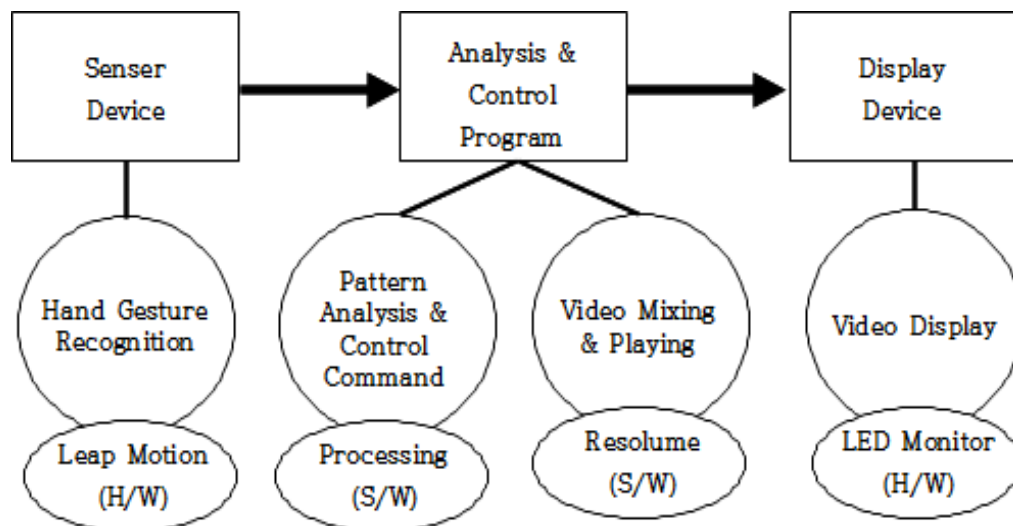 Senser
Device
Analysis &
Control
Program
Display
Device
Hand Gesture
Recognition
Pattern
Analysis &
Control
Command
Video Mixing
& Playing
Video Display
Leap Motion
(H/W)
Processing
(S/W)
Resolume
(S/W)
LED Monitor
(H/W)